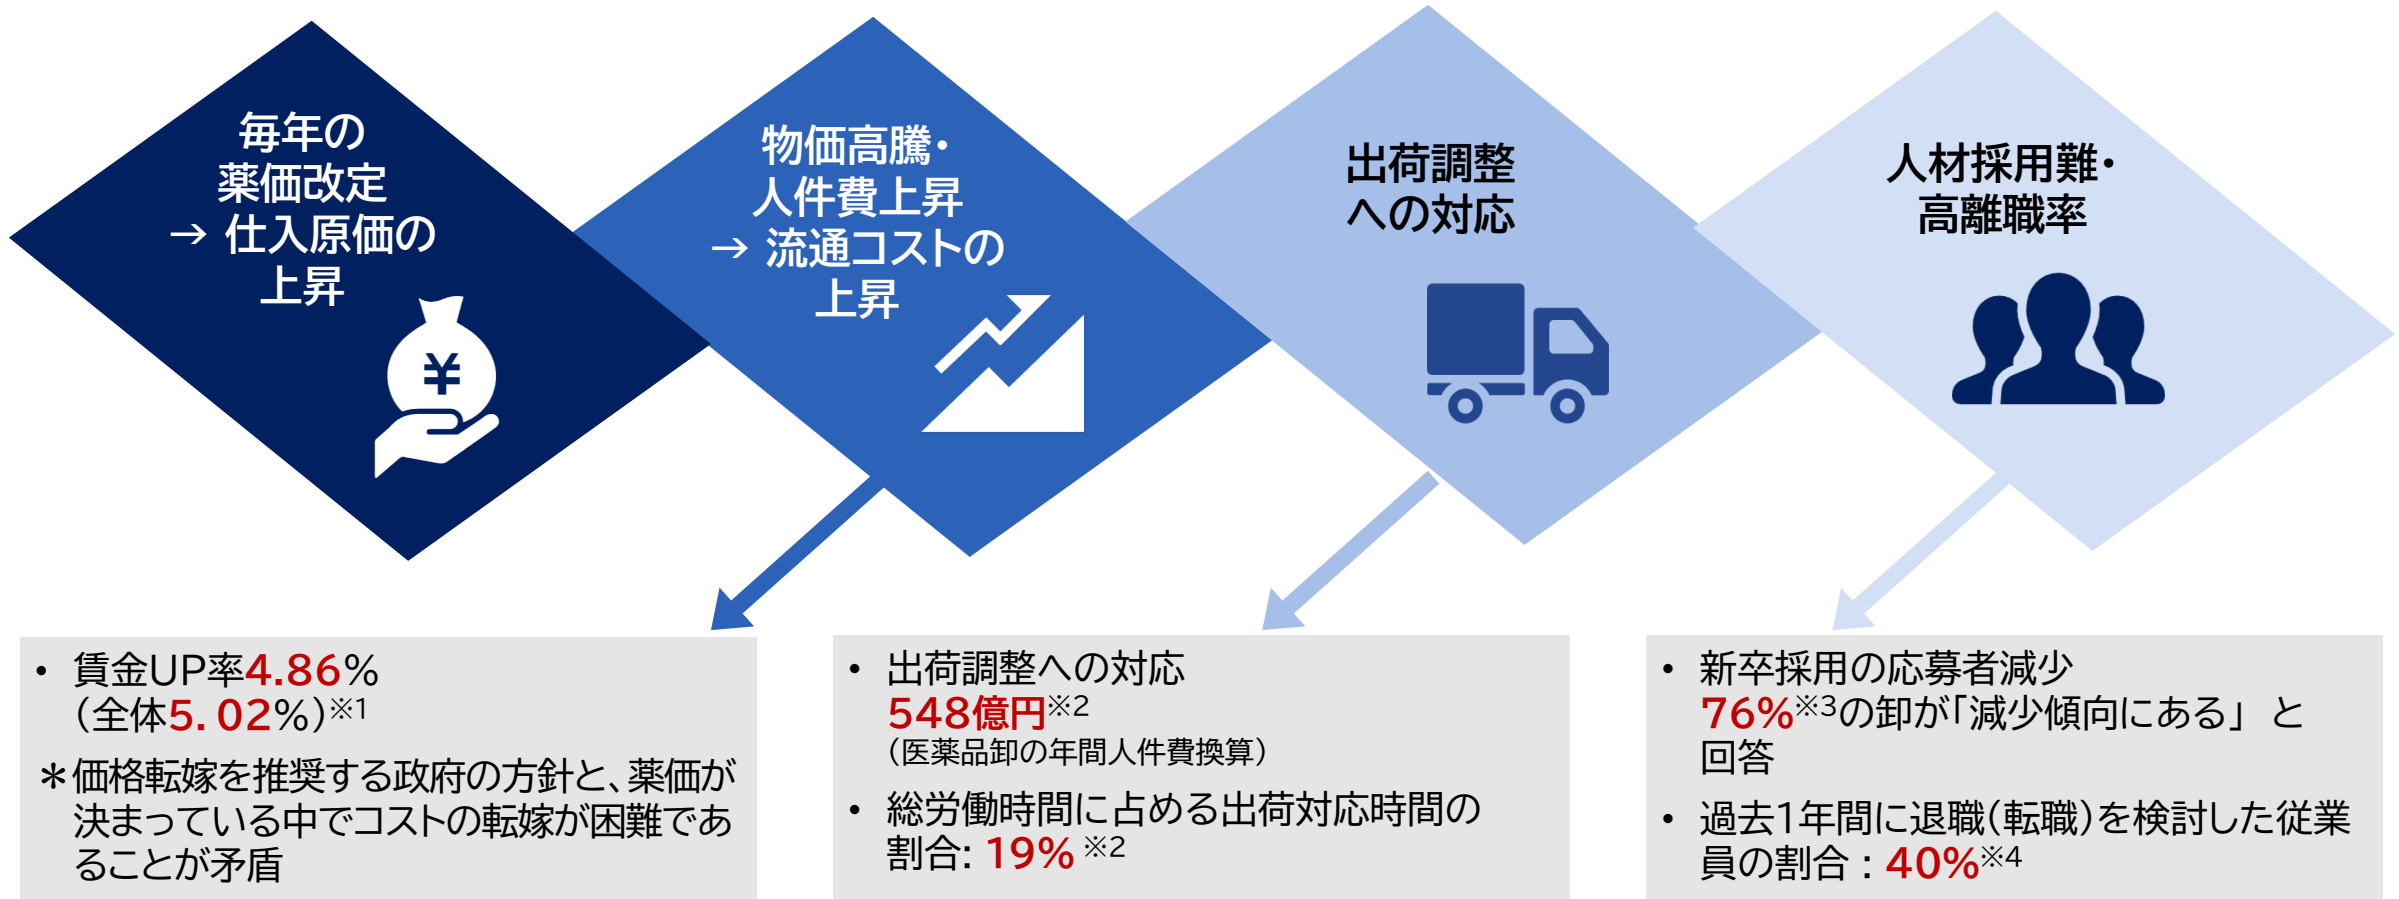 毎年の
薬価改定
→ 仕入原価の
上昇
物価高騰・
人件費上昇
→ 流通コストの
上昇
出荷調整
への対応
人材採用難・
高離職率
¥
• 賃金UP率4.86%
（全体5.02%）※1
＊価格転嫁を推奨する政府の方針と、薬価が
決まっている中でコストの転嫁が困難であ
ることが矛盾
• 出荷調整への対応
548億円※2
（医薬品卸の年間人件費換算）
• 総労働時間に占める出荷対応時間の
割合: 19% ※2
• 新卒採用の応募者減少
76%※3の卸が「減少傾向にある」 と
回答
• 過去1年間に退職（転職）を検討した従業
員の割合 : 40%※4